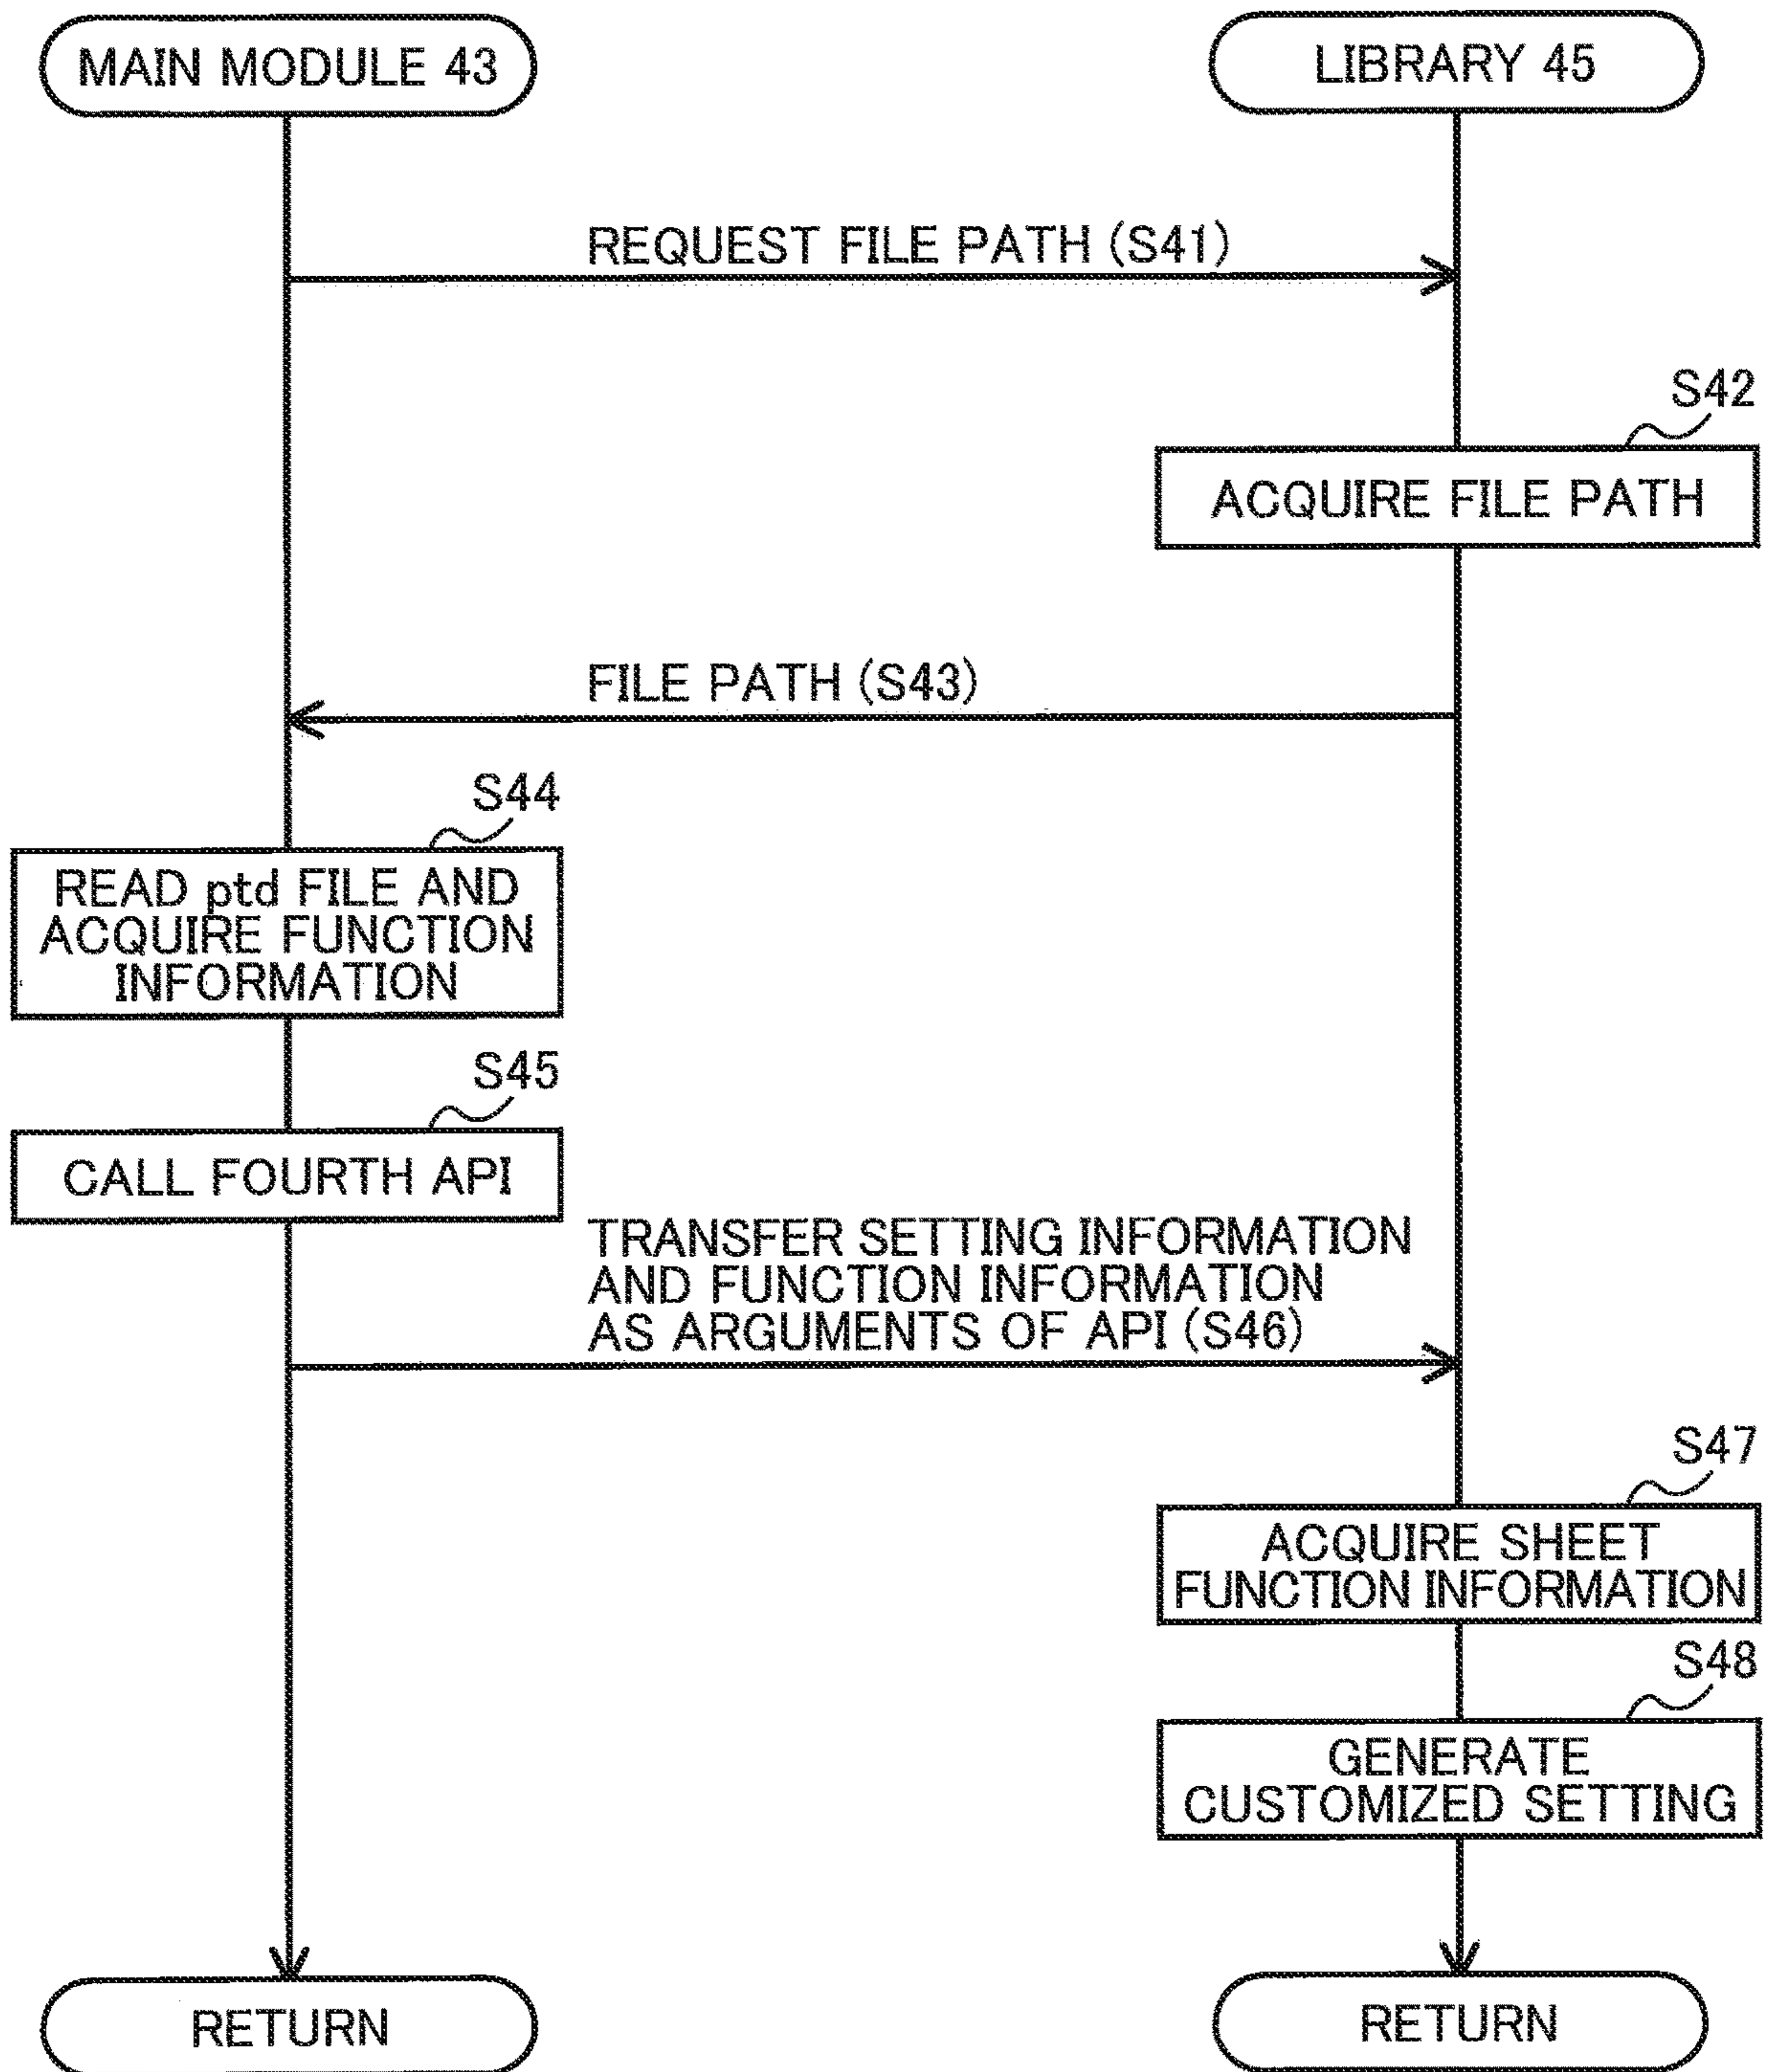 MAIN MODULE 43
LIBRARY 45
REQUEST FILE PATH (S41)
S42
ACQUIRE FILE PATH
FILE PATH (S43)
S44
READ ptd FILE AND
ACQUIRE FUNCTION
INFORMATION
S45
CALL FOURTH API
TRANSFER SETTING INFORMATION
AND FUNCTION INFORMATION
AS ARGUMENTS OF API (S46)
S47
ACQUIRE SHEET
FUNCTION INFORMATION
S48
GENERATE
CUSTOMIZED SETTING
RETURN
RETURN